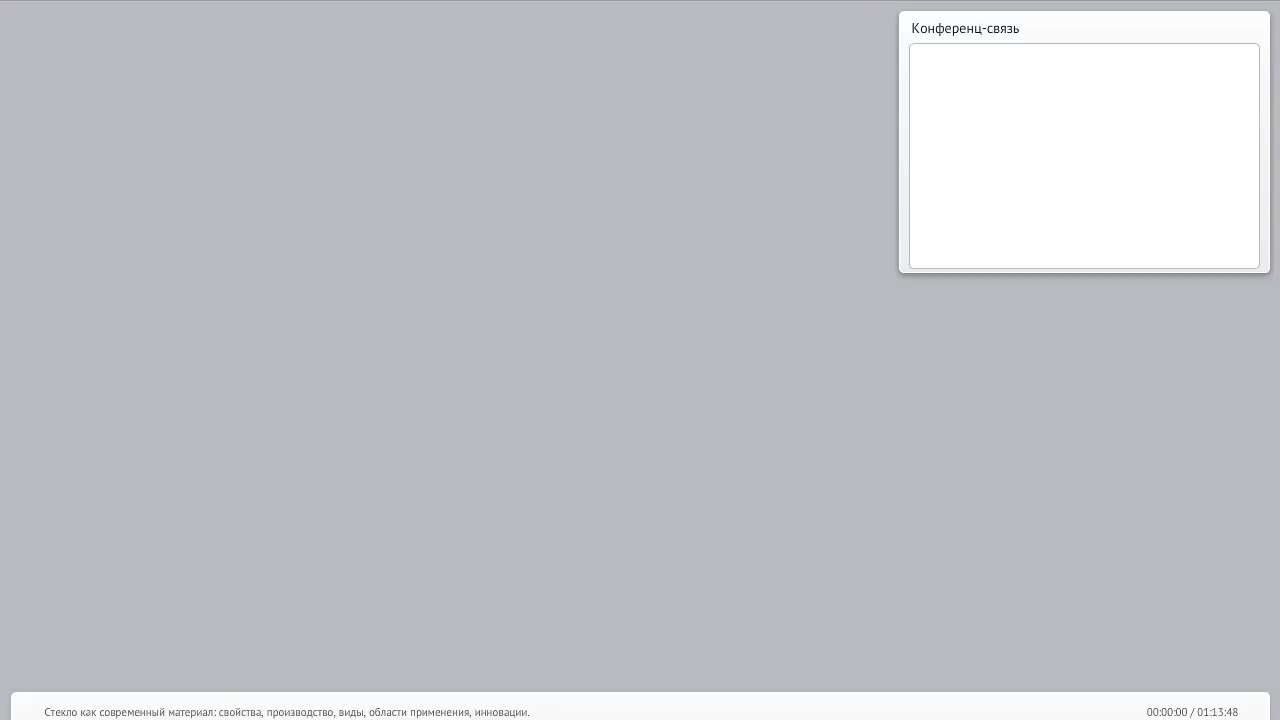 Конференц-связь
Стекло как современный материал: свойства, производство, виды, области применения, инновации.
00:00:00 / 01:13:48